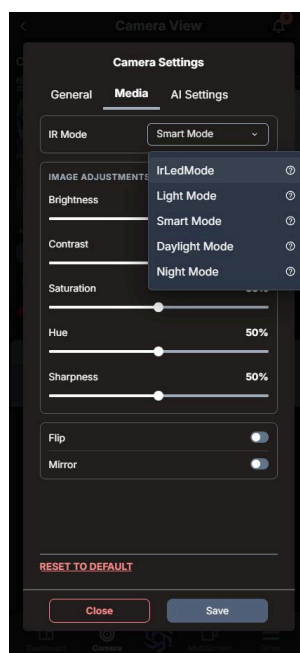 Camera View
Camera Settings
General Media AI Settings
IR Mode Smart Mode
IrLedMode
IMAGE ADJUSTMENTS
Light Mode
Brightness
Smart Mode
Contrast
Daylight Mode
Night Mode
Saturation
Hue 50%
Sharpness 50%
Flip
Mirror
RESET TO DEFAULT
Close Save
Camera